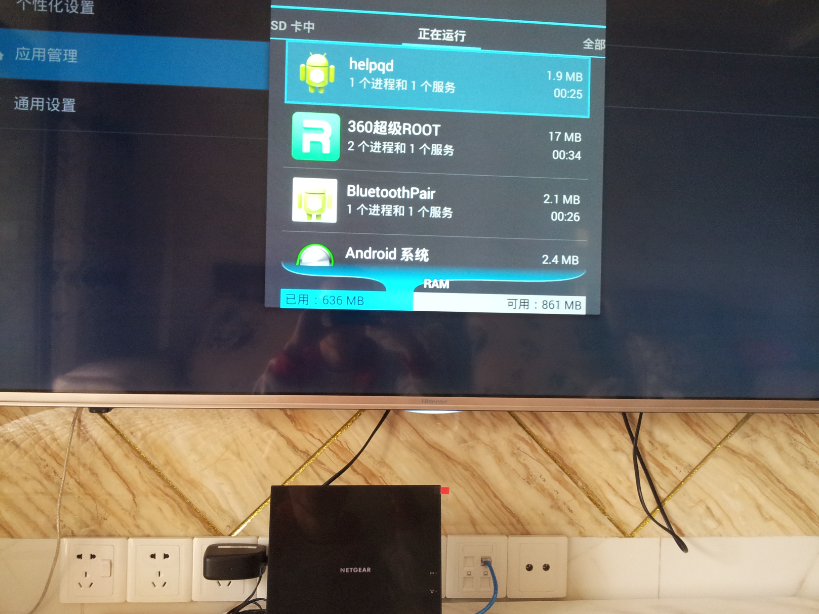 个性化设置
应用管理
通用设置
SD 卡中
正在运行
全部
helpqd
1.9 MB
1 个进程和 1 个服务
00:25
360超级ROOT
17 MB
2 个进程和 1 个服务
00:34
BluetoothPair
2.1 MB
1 个进程和 1 个服务
00:26
Android 系统
2.4 MB
RAM
已用：636 MB
可用：861 MB
Hisense
NETGEAR